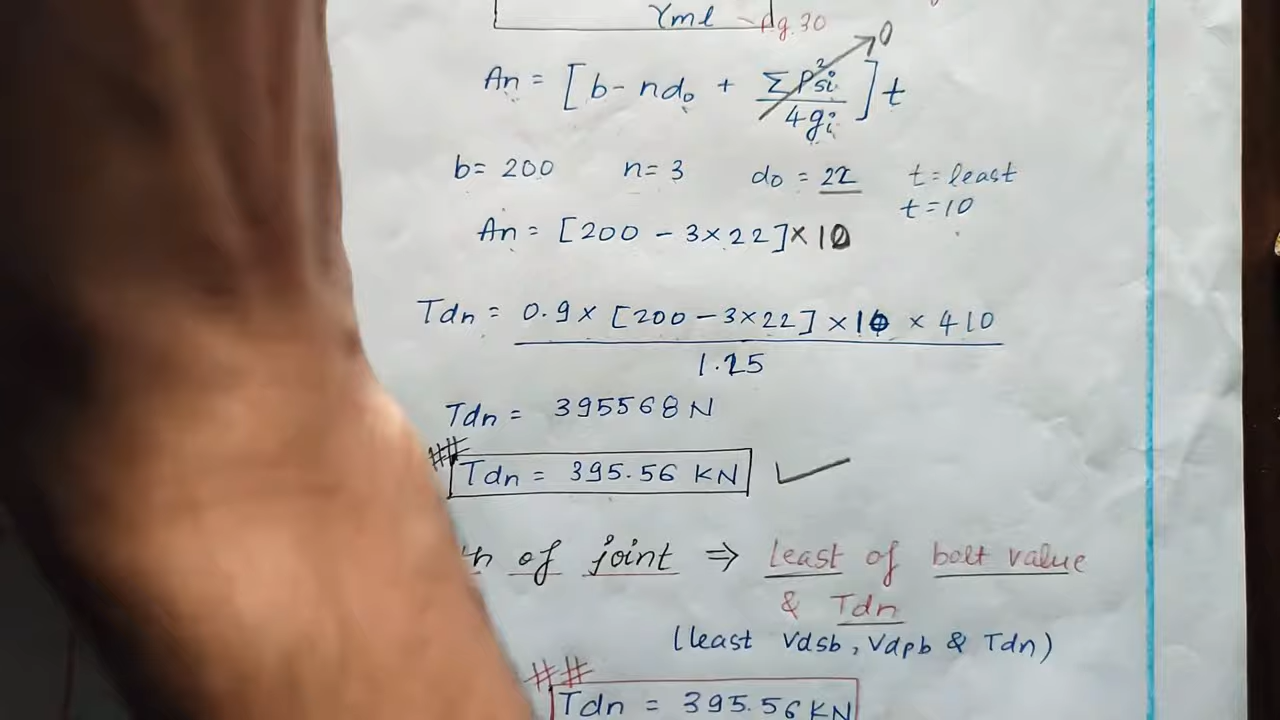 γml - Pg.30
0
An = [b - nd₀ + ΣP²si / 4gi] t
b= 200 n= 3 d₀ = 22 t= least
t=10
An = [200 - 3×22]×10
Tdn = 0.9× [200-3×22]×10 × 410
1.25
Tdn = 395568N
## Tdn = 395.56 KN ✓
of joint ⇒ least of bolt value
& Tdn
(least Vdsb, Vdpb & Tdn)
##
Tdn = 395.56 KN